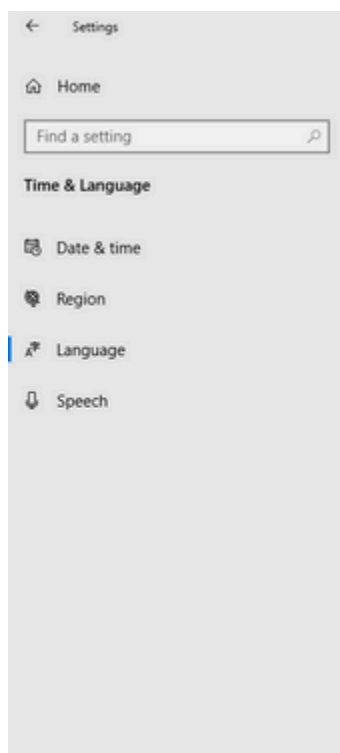 Settings
Home
Find a setting
Time & Language
Date & time
Region
Language
Speech